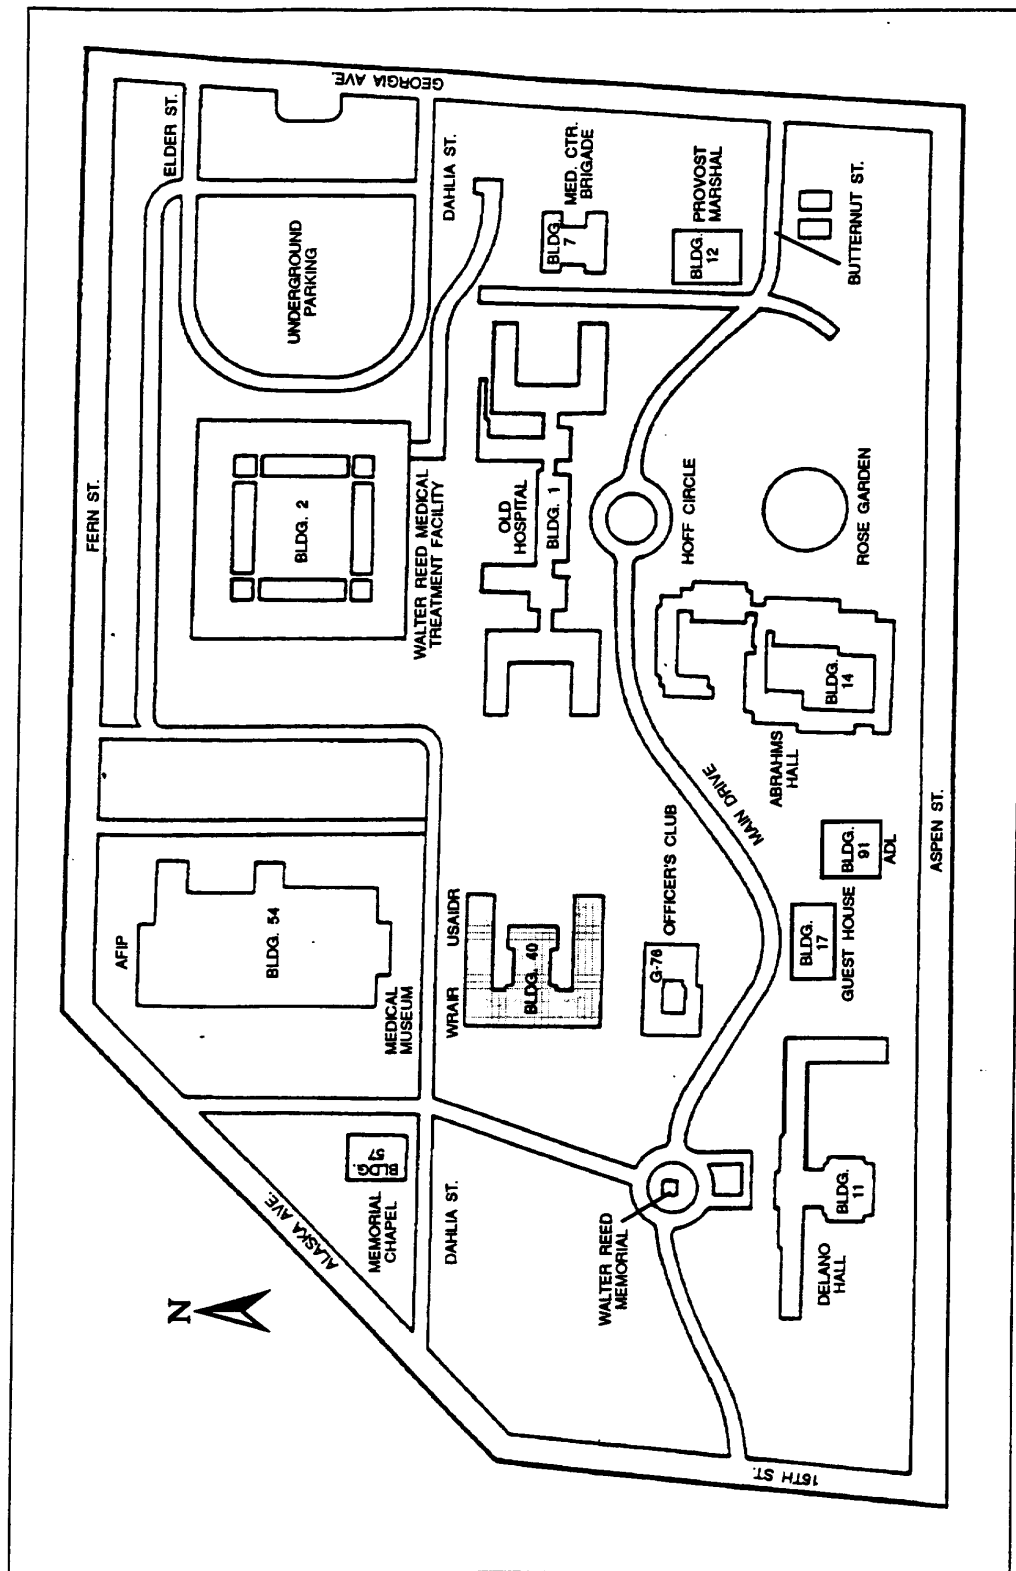 FERN ST.
ELDER ST.
GEORGIA AVE.
UNDERGROUND
PARKING
DAHLIA ST.
BLDG. 2
WALTER REED MEDICAL
TREATMENT FACILITY
AFIP
BLDG. 54
MEDICAL
MUSEUM
ALASKA AVE.
BLDG.
57
MEMORIAL
CHAPEL
N
DAHLIA ST.
WRAIR
USAIDR
BLDG. 40
OLD
HOSPITAL
BLDG. 1
BLDG.
7
MED. CTR.
BRIGADE
BLDG.
12
PROVOST
MARSHAL
BUTTERNUT ST.
HOFF CIRCLE
ROSE GARDEN
OFFICER'S CLUB
G-76
MAIN DRIVE
ABRAHMS
HALL
BLDG.
14
BLDG.
91
ADL
BLDG.
17
GUEST HOUSE
WALTER REED
MEMORIAL
BLDG.
11
DELANO
HALL
16TH ST.
ASPEN ST.